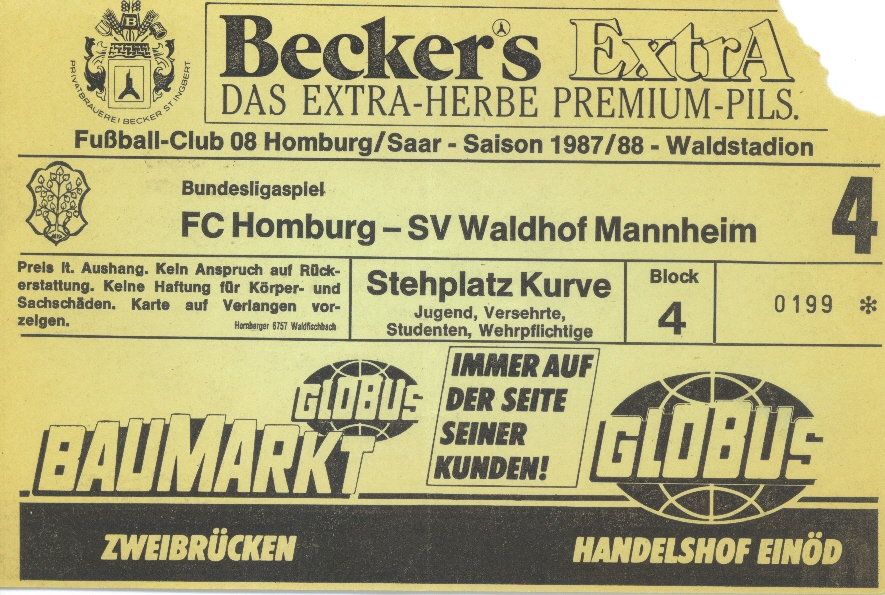 B
PRIVATBRAUEREI BECKER ST. INGBERT
Becker's ExtrA
DAS EXTRA-HERBE PREMIUM-PILS.
Fußball-Club 08 Homburg/Saar - Saison 1987/88 - Waldstadion
Bundesligaspiel
FC Homburg – SV Waldhof Mannheim
4
Preis lt. Aushang. Kein Anspruch auf Rück-
erstattung. Keine Haftung für Körper- und
Sachschäden. Karte auf Verlangen vor-
zeigen.
Homberger 6757 Waldfischbach
Stehplatz Kurve
Jugend, Versehrte,
Studenten, Wehrpflichtige
Block
4
0199 *
GLOBUS
BAUMARKT
IMMER AUF
DER SEITE
SEINER
KUNDEN!
GLOBUS
ZWEIBRÜCKEN
HANDELSHOF EINÖD